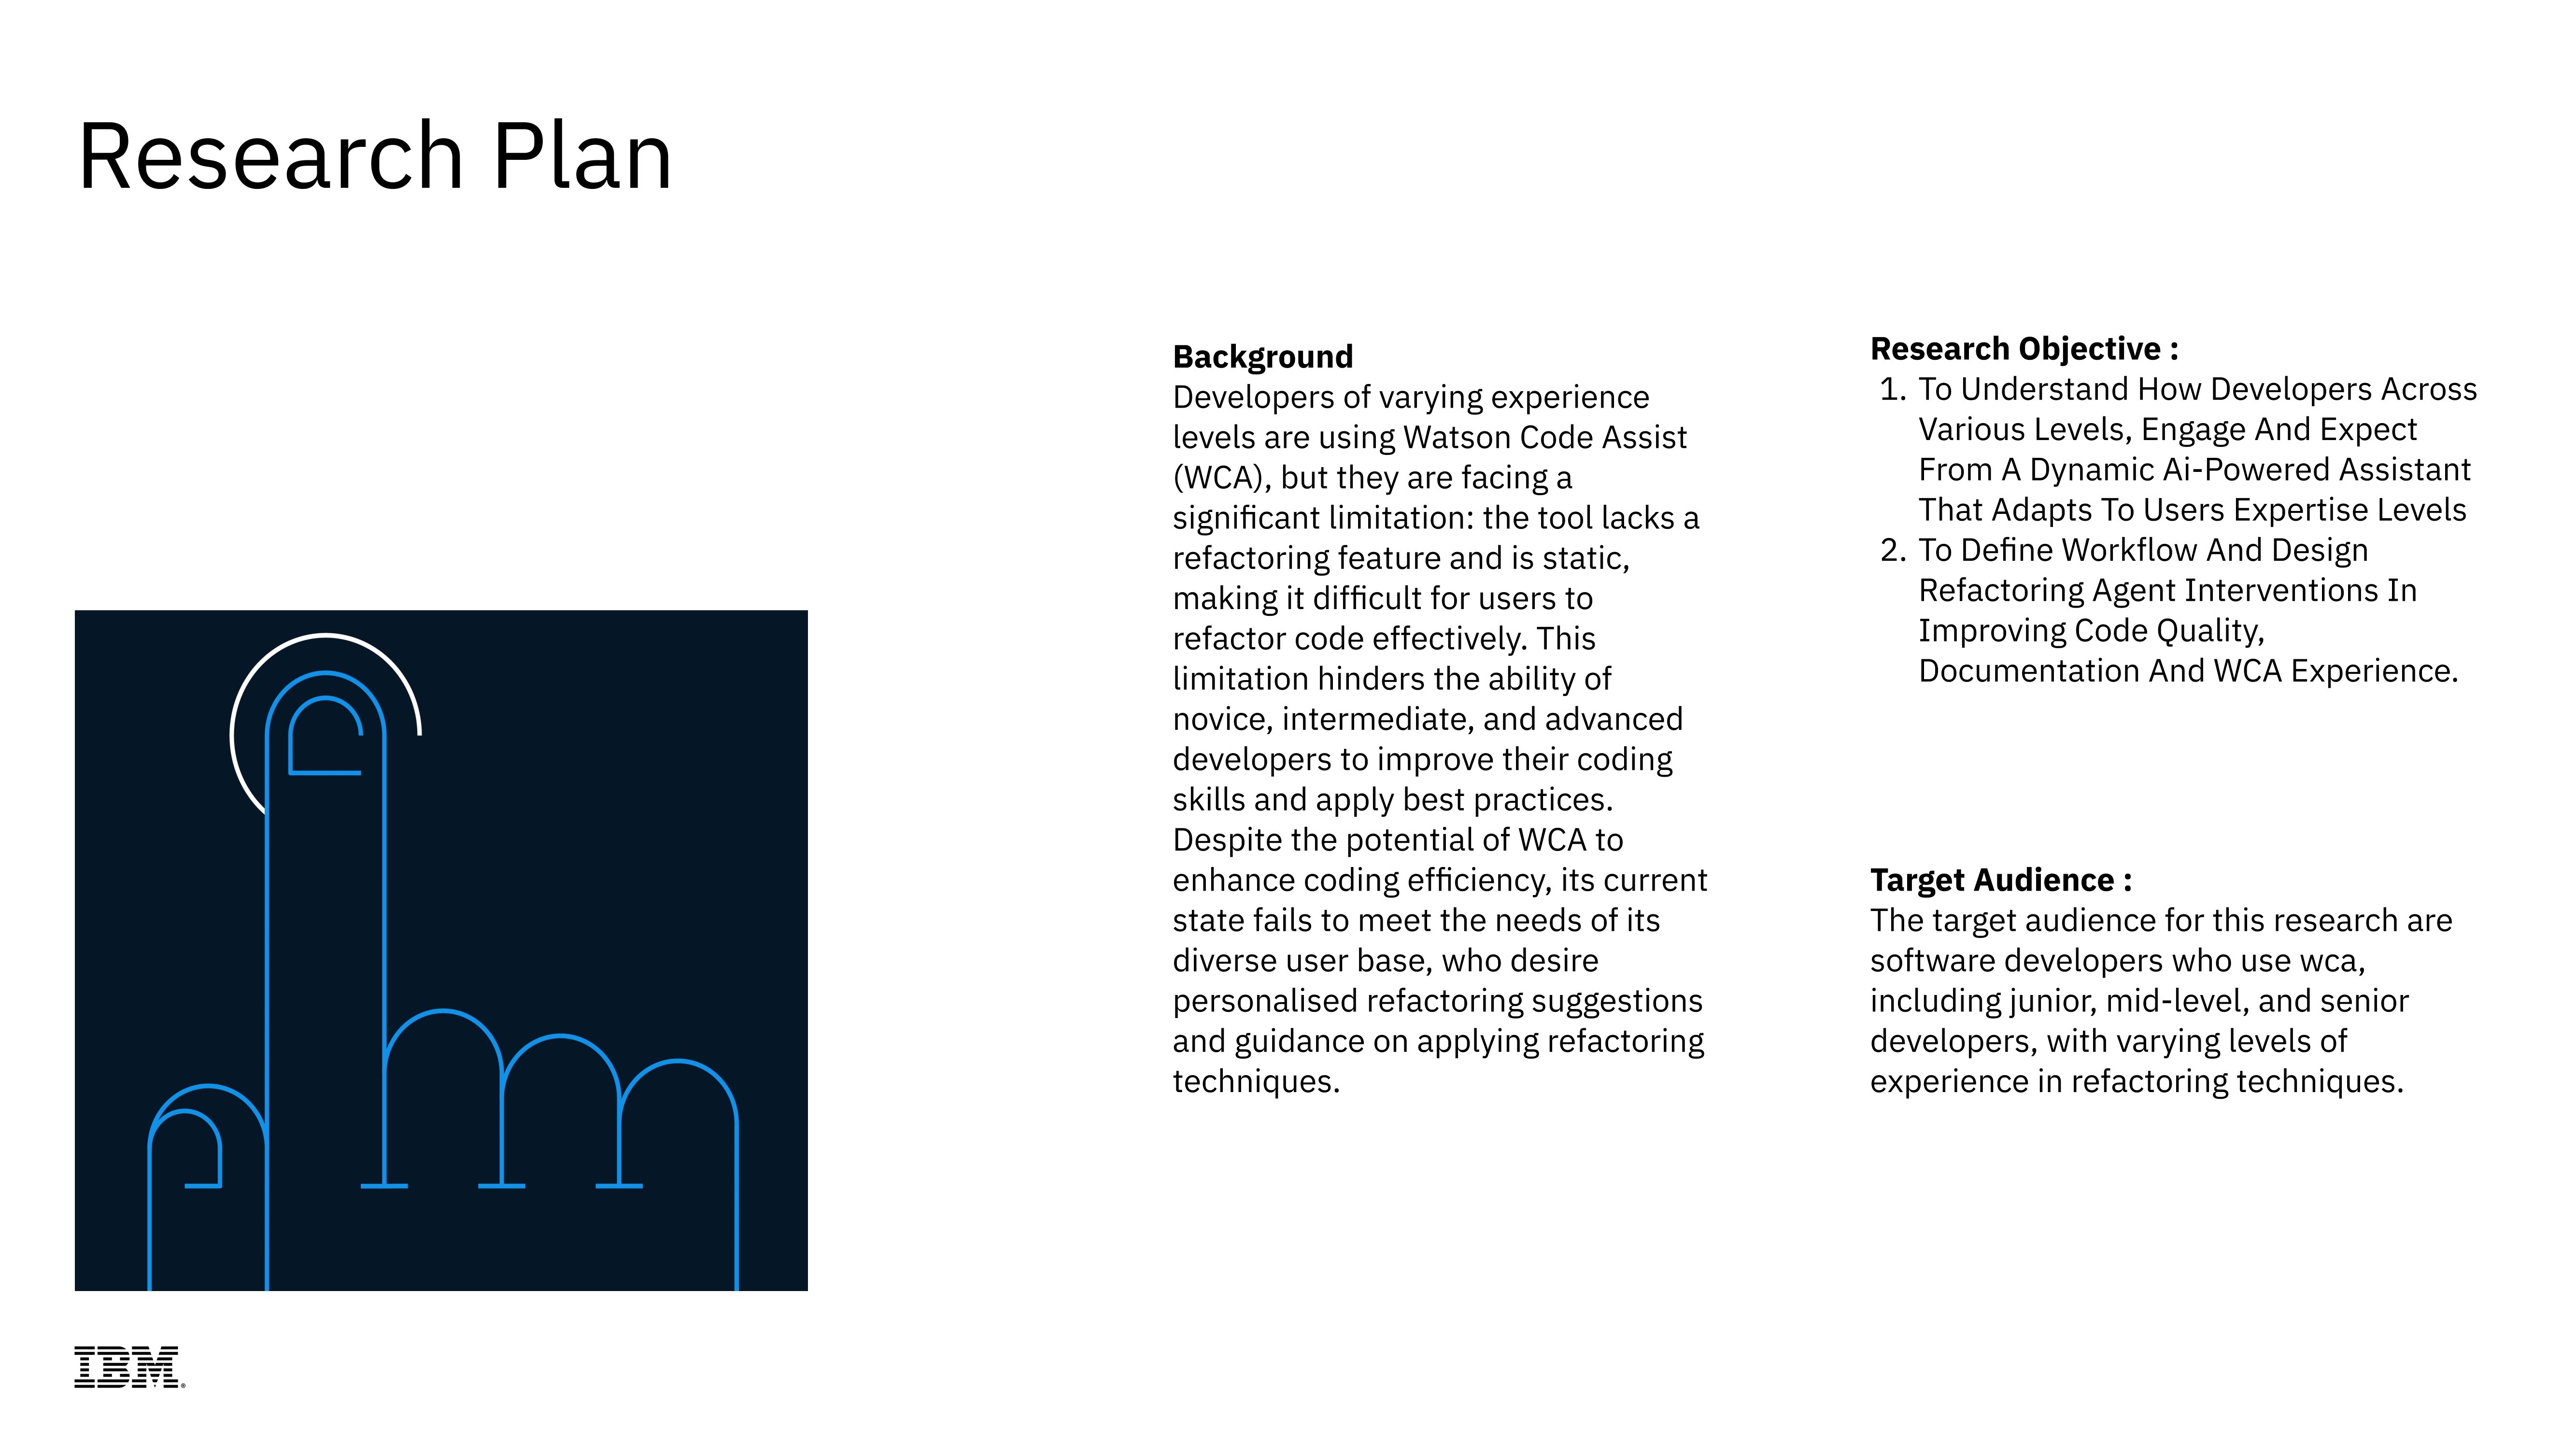 Research Plan
Background
Developers of varying experience
levels are using Watson Code Assist
(WCA), but they are facing a
significant limitation: the tool lacks a
refactoring feature and is static,
making it difficult for users to
refactor code effectively. This
limitation hinders the ability of
novice, intermediate, and advanced
developers to improve their coding
skills and apply best practices.
Despite the potential of WCA to
enhance coding efficiency, its current
state fails to meet the needs of its
diverse user base, who desire
personalised refactoring suggestions
and guidance on applying refactoring
techniques.
Research Objective :
1. To Understand How Developers Across
Various Levels, Engage And Expect
From A Dynamic Ai-Powered Assistant
That Adapts To Users Expertise Levels
2. To Define Workflow And Design
Refactoring Agent Interventions In
Improving Code Quality,
Documentation And WCA Experience.
Target Audience :
The target audience for this research are
software developers who use wca,
including junior, mid-level, and senior
developers, with varying levels of
experience in refactoring techniques.
IBM®